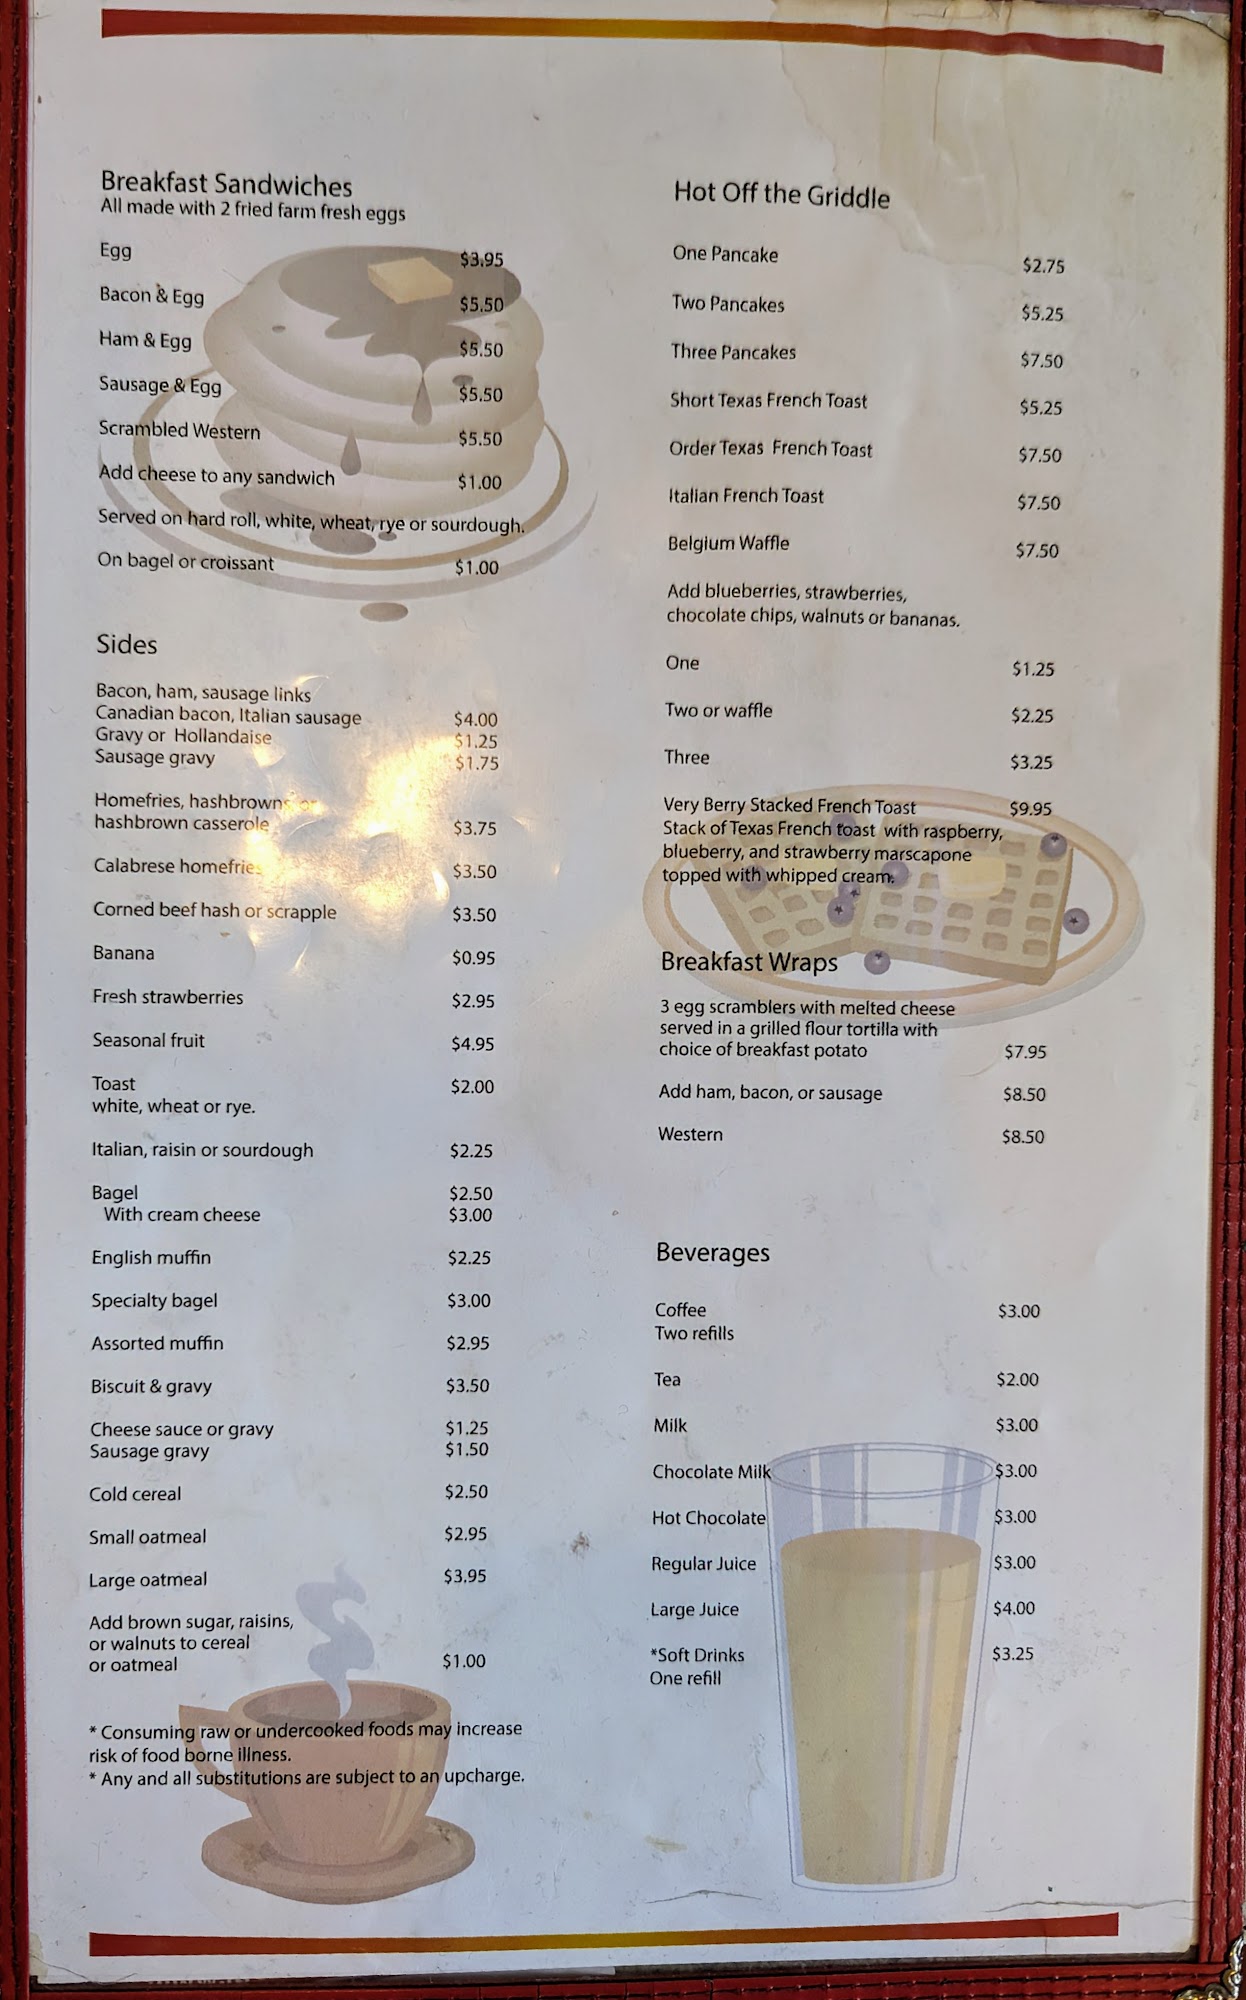 Breakfast Sandwiches
All made with 2 fried farm fresh eggs
Egg $3.95
Bacon & Egg $5.50
Ham & Egg $5.50
Sausage & Egg $5.50
Scrambled Western $5.50
Add cheese to any sandwich $1.00
Served on hard roll, white, wheat, rye or sourdough.
On bagel or croissant $1.00
Sides
Bacon, ham, sausage links
Canadian bacon, Italian sausage $4.00
Gravy or Hollandaise $1.25
Sausage gravy $1.75
Homefries, hashbrowns or
hashbrown casserole $3.75
Calabrese homefries $3.50
Corned beef hash or scrapple $3.50
Banana $0.95
Fresh strawberries $2.95
Seasonal fruit $4.95
Toast $2.00
white, wheat or rye.
Italian, raisin or sourdough $2.25
Bagel $2.50
With cream cheese $3.00
English muffin $2.25
Specialty bagel $3.00
Assorted muffin $2.95
Biscuit & gravy $3.50
Cheese sauce or gravy $1.25
Sausage gravy $1.50
Cold cereal $2.50
Small oatmeal $2.95
Large oatmeal $3.95
Add brown sugar, raisins,
or walnuts to cereal
or oatmeal $1.00
* Consuming raw or undercooked foods may increase
risk of food borne illness.
* Any and all substitutions are subject to an upcharge.
Hot Off the Griddle
One Pancake $2.75
Two Pancakes $5.25
Three Pancakes $7.50
Short Texas French Toast $5.25
Order Texas French Toast $7.50
Italian French Toast $7.50
Belgium Waffle $7.50
Add blueberries, strawberries,
chocolate chips, walnuts or bananas.
One $1.25
Two or waffle $2.25
Three $3.25
Very Berry Stacked French Toast $9.95
Stack of Texas French toast with raspberry,
blueberry, and strawberry marscapone
topped with whipped cream.
Breakfast Wraps
3 egg scramblers with melted cheese
served in a grilled flour tortilla with
choice of breakfast potato $7.95
Add ham, bacon, or sausage $8.50
Western $8.50
Beverages
Coffee $3.00
Two refills
Tea $2.00
Milk $3.00
Chocolate Milk $3.00
Hot Chocolate $3.00
Regular Juice $3.00
Large Juice $4.00
*Soft Drinks $3.25
One refill